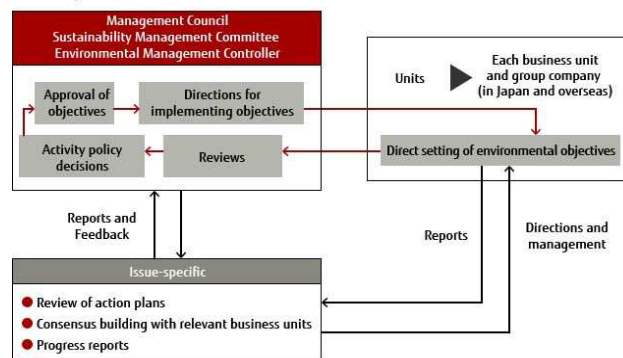 Management Council
Sustainability Management Committee
Environmental Management Controller
Approval of
objectives
Directions for
implementing objectives
Activity policy
decisions
Reviews
Units
Each business unit
and group company
(in Japan and overseas)
Direct setting of environmental objectives
Reports and
Feedback
Reports
Directions and
management
Issue-specific
Review of action plans
Consensus building with relevant business units
Progress reports